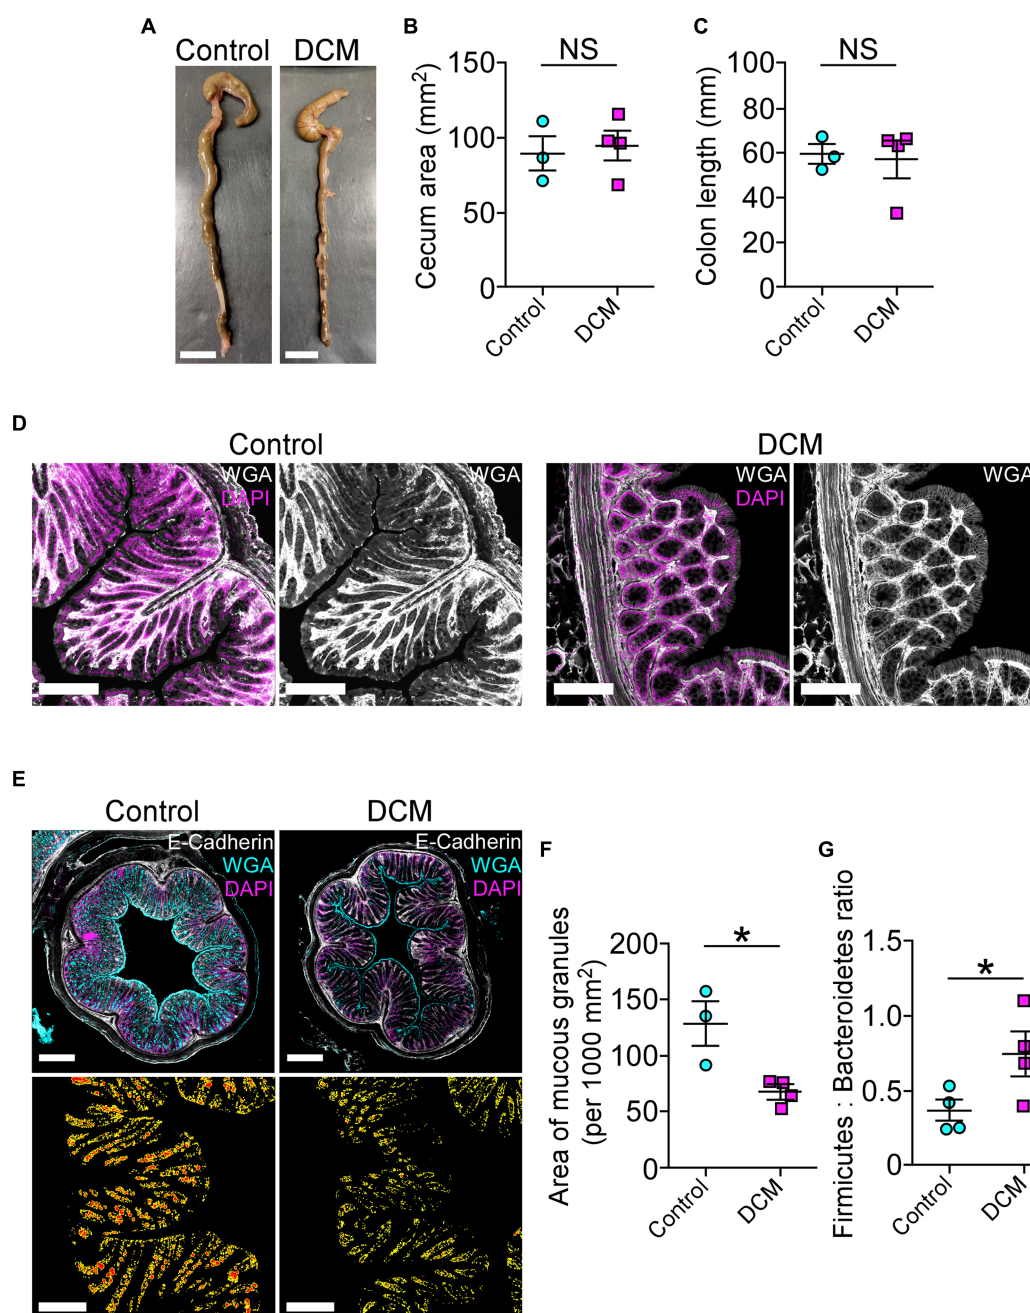 A
Control DCM
B
NS
Cecum area (mm²)
150
100
50
0
Control
DCM
C
NS
Colon length (mm)
100
80
60
40
20
0
Control
DCM
D
Control
WGA
DAPI
WGA
DCM
WGA
DAPI
WGA
E
Control
DCM
E-Cadherin
WGA
DAPI
E-Cadherin
WGA
DAPI
F
*
Area of mucous granules
(per 1000 mm²)
200
150
100
50
0
Control
DCM
G
*
Firmicutes : Bacteroidetes ratio
1.5
1.0
0.5
0
Control
DCM